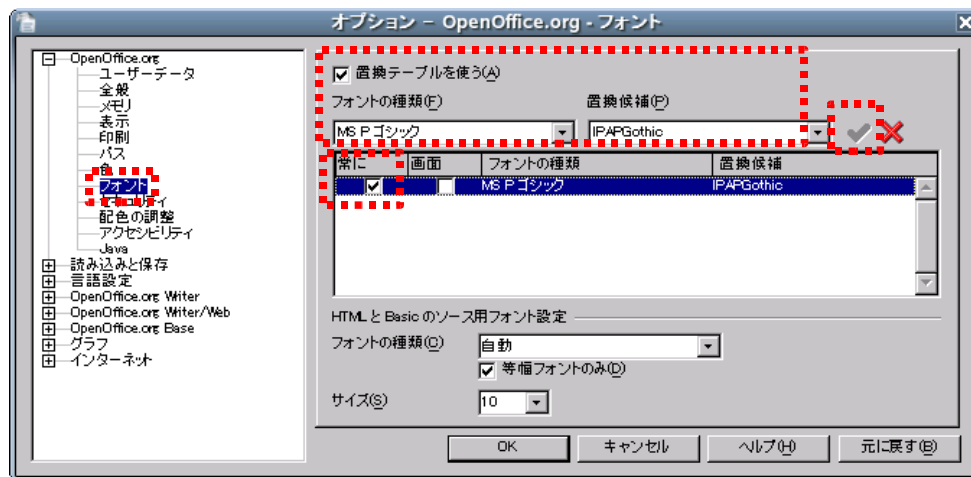 オプション － OpenOffice.org - フォント
OpenOffice.org
ユーザーデータ
全般
メモリ
表示
印刷
パス
色
フォント
セキュリティ
配色の調整
アクセシビリティ
Java
読み込みと保存
言語設定
OpenOffice.org Writer
OpenOffice.org Writer/Web
OpenOffice.org Base
グラフ
インターネット
置換テーブルを使う(A)
フォントの種類(F) 置換候補(P)
MS P ゴシック IPAPGothic
常に 画面 フォントの種類 置換候補
MS P ゴシック IPAPGothic
HTML と Basic のソース用フォント設定
フォントの種類(C) 自動
等幅フォントのみ(D)
サイズ(S) 10
OK キャンセル ヘルプ(H) 元に戻す(B)